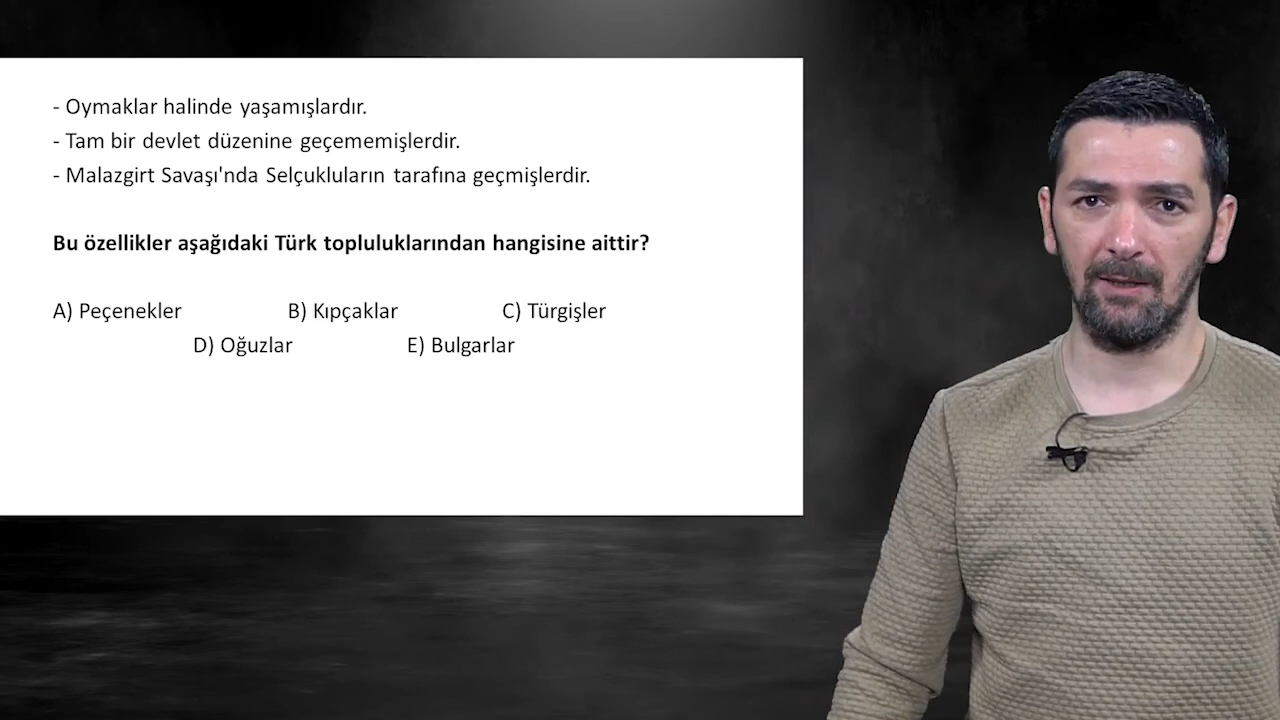 - Oymaklar halinde yaşamışlardır.
- Tam bir devlet düzenine geçememişlerdir.
- Malazgirt Savaşı'nda Selçukluların tarafına geçmişlerdir.
Bu özellikler aşağıdaki Türk topluluklarından hangisine aittir?
A) Peçenekler B) Kıpçaklar C) Türgişler
D) Oğuzlar E) Bulgarlar